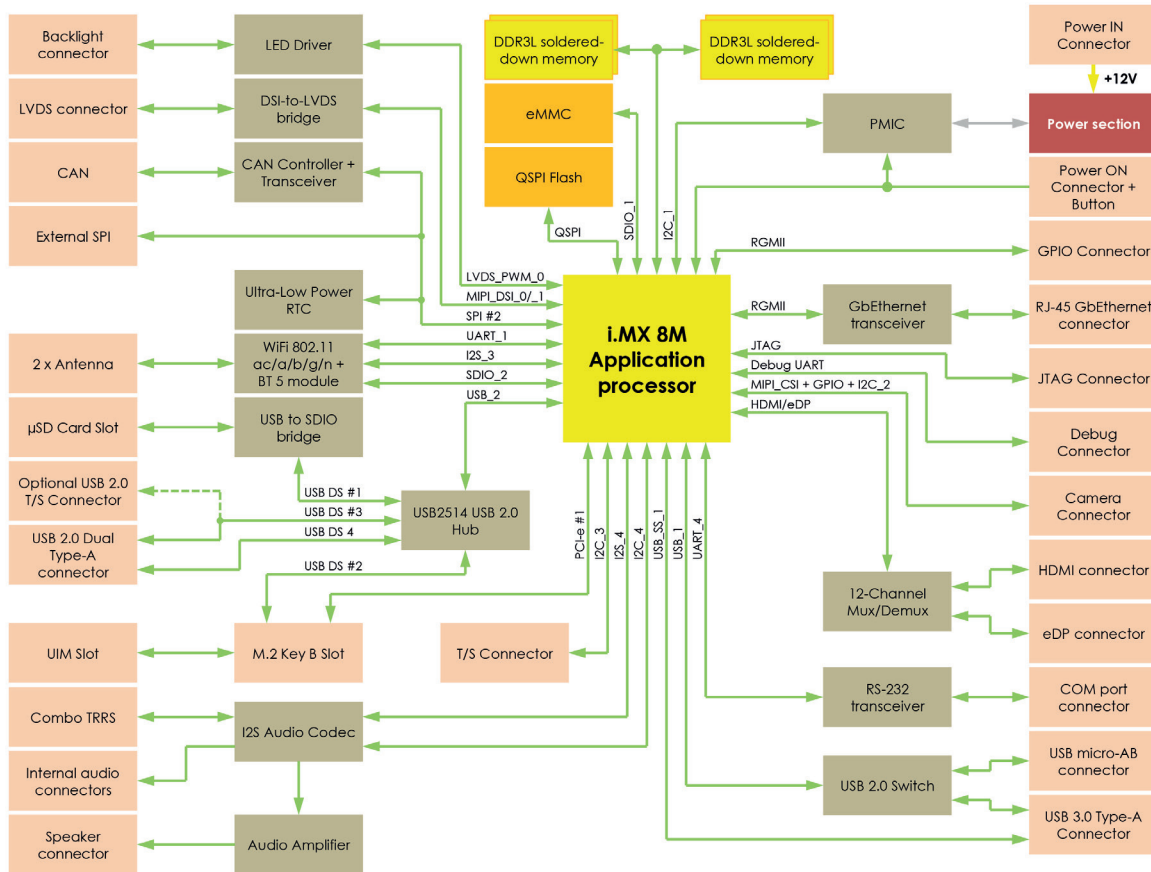 Backlight
connector
LED Driver
DDR3L soldered-
down memory
DDR3L soldered-
down memory
Power IN
Connector
+12V
LVDS connector
DSI-to-LVDS
bridge
eMMC
PMIC
Power section
CAN
CAN Controller +
Transceiver
QSPI Flash
Power ON
Connector +
Button
External SPI
QSPI
SDIO_1
I2C_1
RGMII
GPIO Connector
Ultra-Low Power
RTC
LVDS_PWM_0
MIPI_DSI_0/_1
SPI #2
i.MX 8M
Application
processor
RGMII
GbEthernet
transceiver
RJ-45 GbEthernet
connector
2 x Antenna
WiFi 802.11
ac/a/b/g/n +
BT 5 module
UART_1
I2S_3
SDIO_2
USB_2
JTAG
Debug UART
MIPI_CSI + GPIO + I2C_2
HDMI/eDP
JTAG Connector
µSD Card Slot
USB to SDIO
bridge
Debug
Connector
Optional USB 2.0
T/S Connector
USB DS #1
USB DS #3
USB DS 4
USB DS #2
USB2514 USB 2.0
Hub
Camera
Connector
USB 2.0 Dual
Type-A
connector
PCI-e #1
I2C_3
I2S_4
I2C_4
USB_SS_1
USB_1
UART_4
12-Channel
Mux/Demux
HDMI connector
eDP connector
UIM Slot
M.2 Key B Slot
T/S Connector
Combo TRRS
I2S Audio Codec
RS-232
transceiver
COM port
connector
Internal audio
connectors
USB 2.0 Switch
USB micro-AB
connector
Speaker
connector
Audio Amplifier
USB 3.0 Type-A
Connector